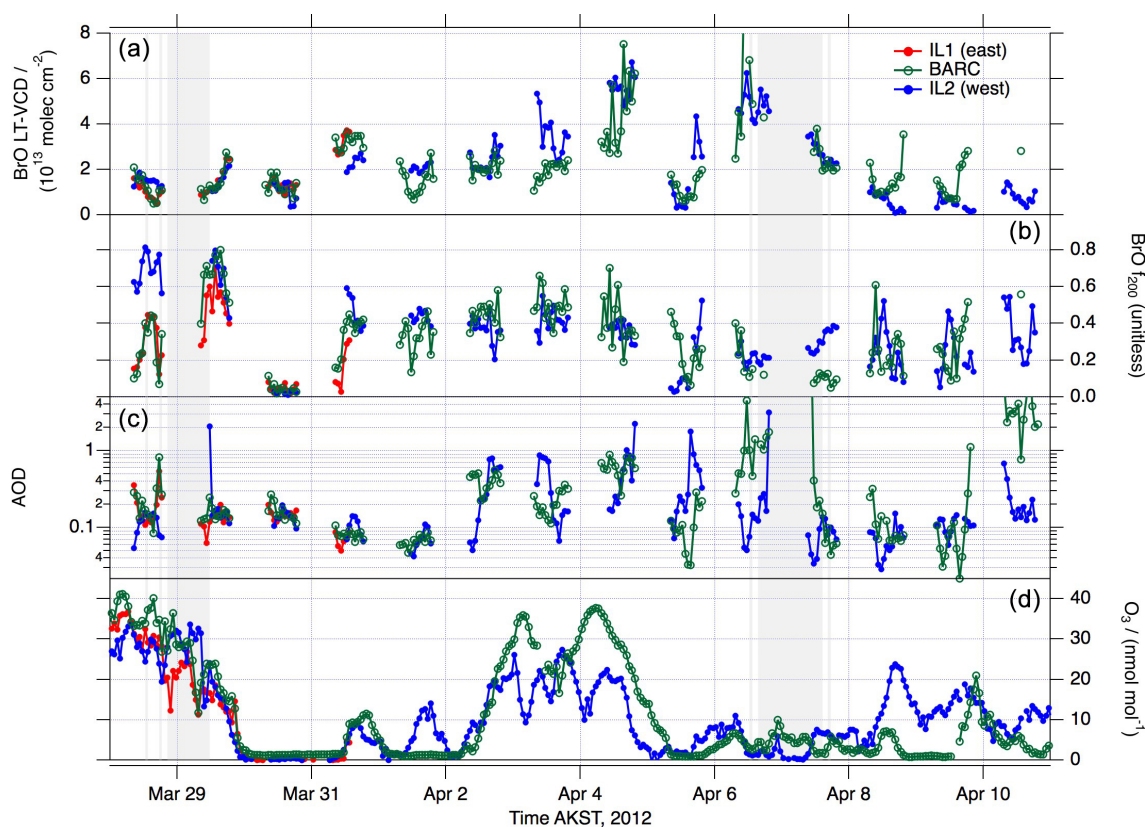 (a)
BrO LT-VCD /
(10¹³ molec cm⁻²)
8
6
4
2
0
IL1 (east)
BARC
IL2 (west)
(b)
0.8
0.6
0.4
0.2
0.0
BrO f₂₀₀ (unitless)
(c)
AOD
4
2
1
4
2
0.1
4
(d)
40
30
20
10
0
O₃ / (nmol mol⁻¹)
Mar 29
Mar 31
Apr 2
Apr 4
Apr 6
Apr 8
Apr 10
Time AKST, 2012